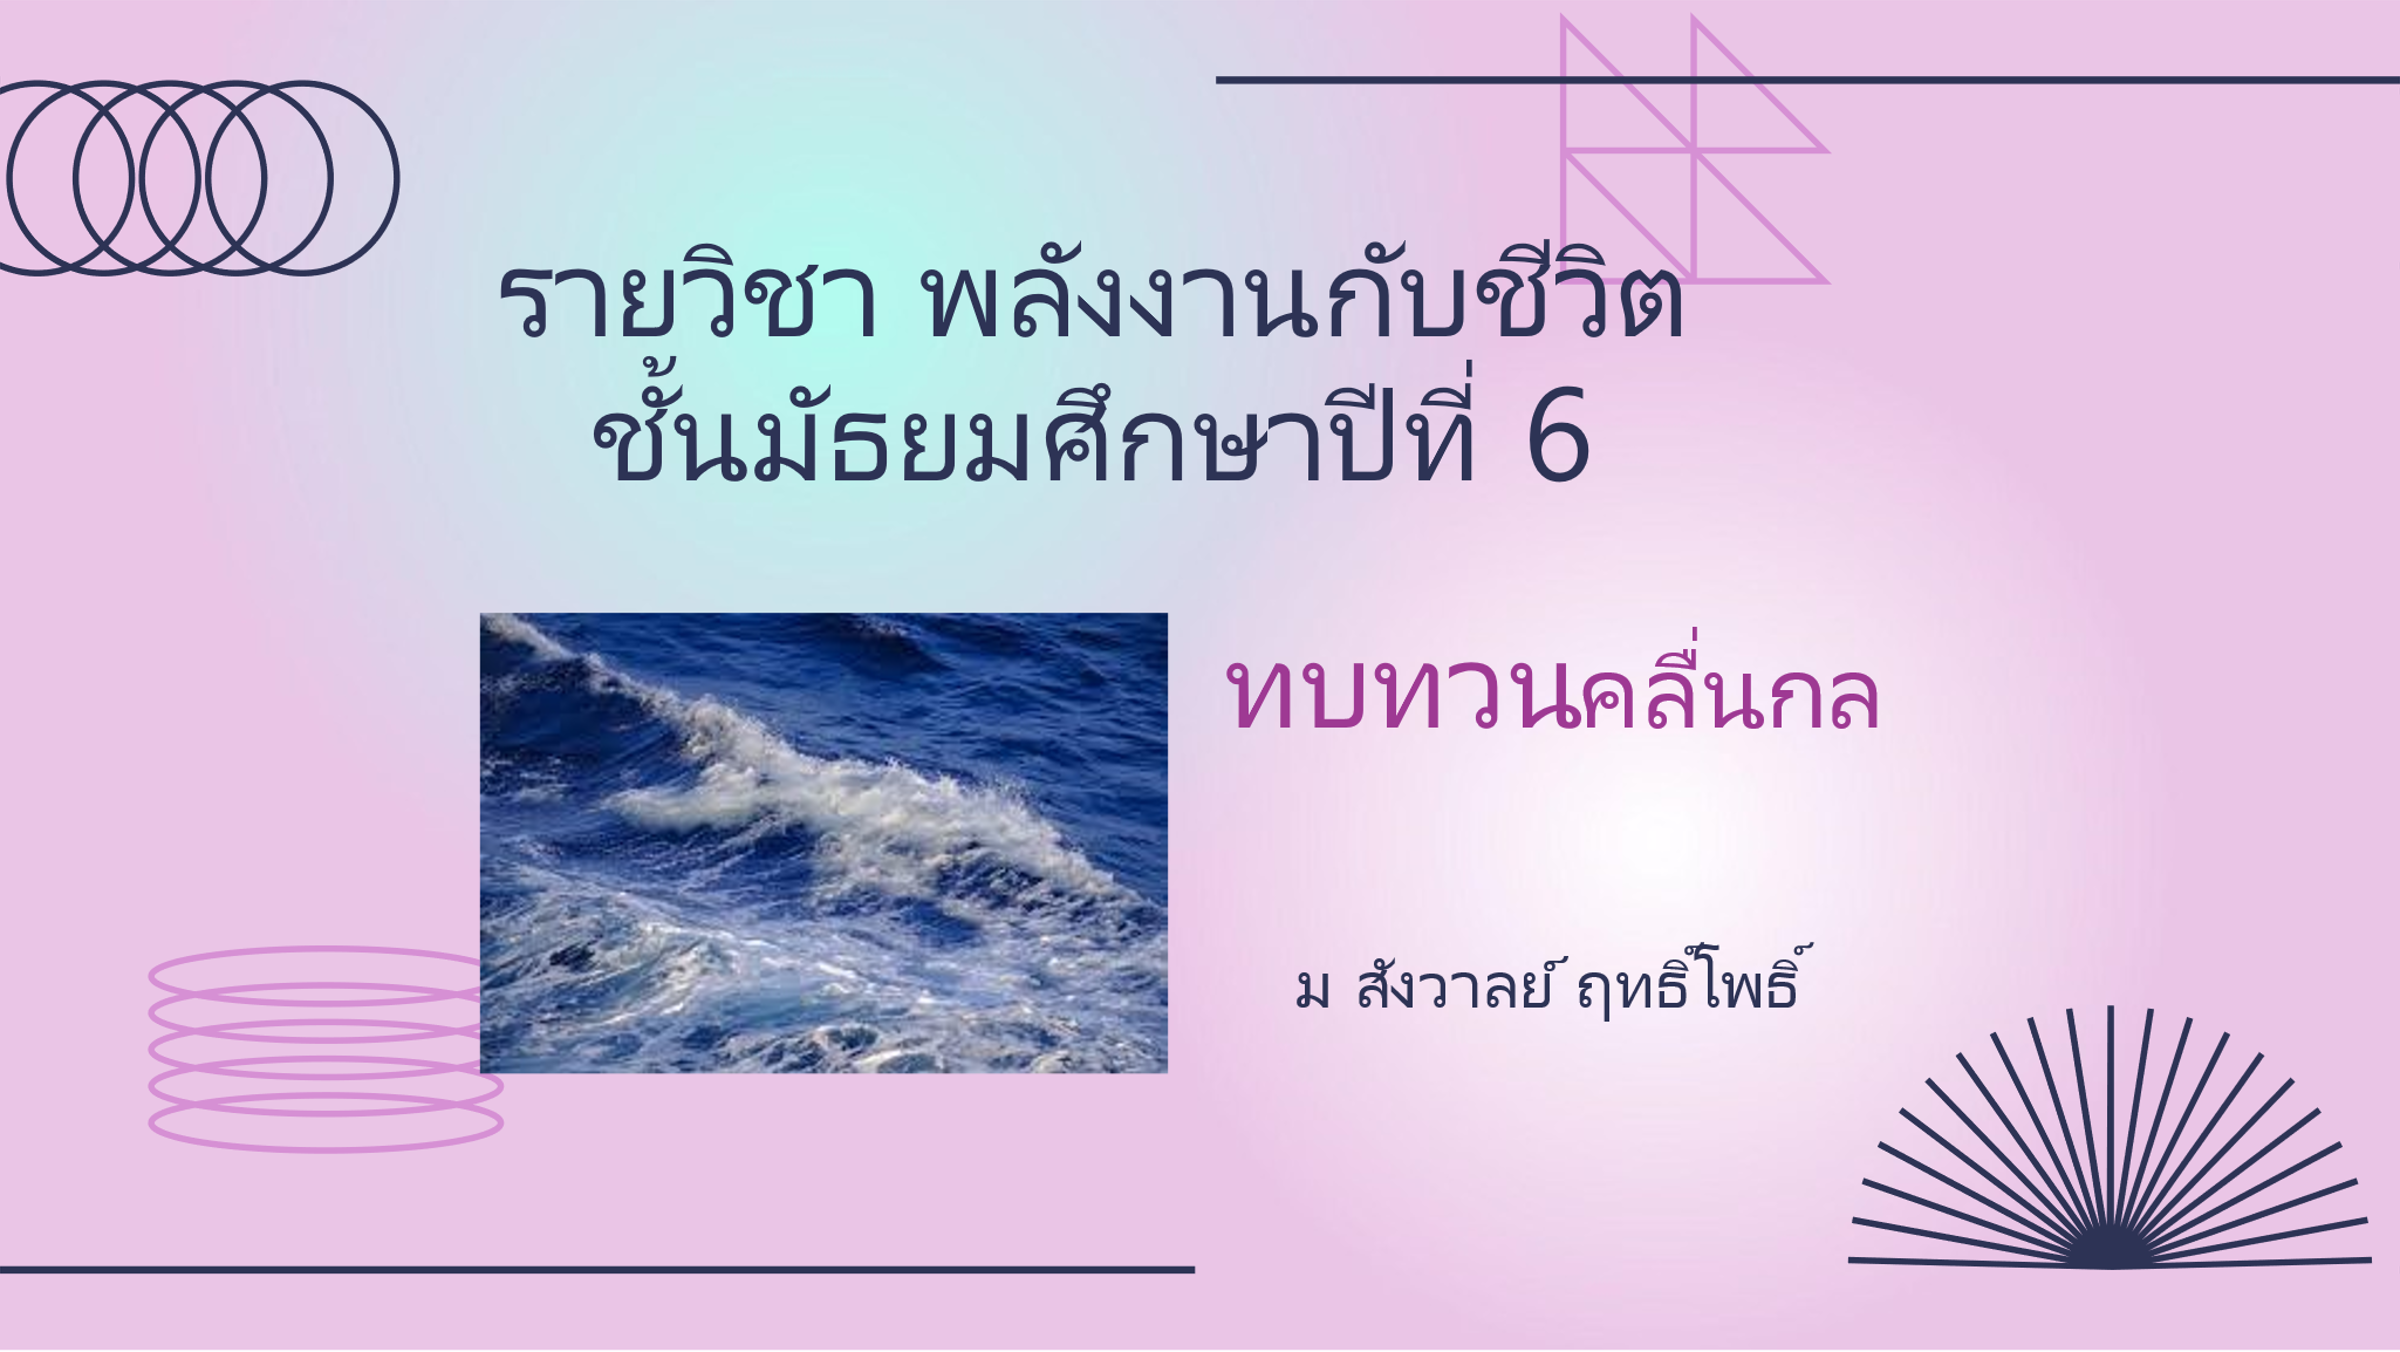 รายวิชา พลังงานกับชีวิต
ชั้นมัธยมศึกษาปีที่ 6
ทบทวนคลื่นกล
ม สังวาลย์ ฤทธิ์โพธิ์